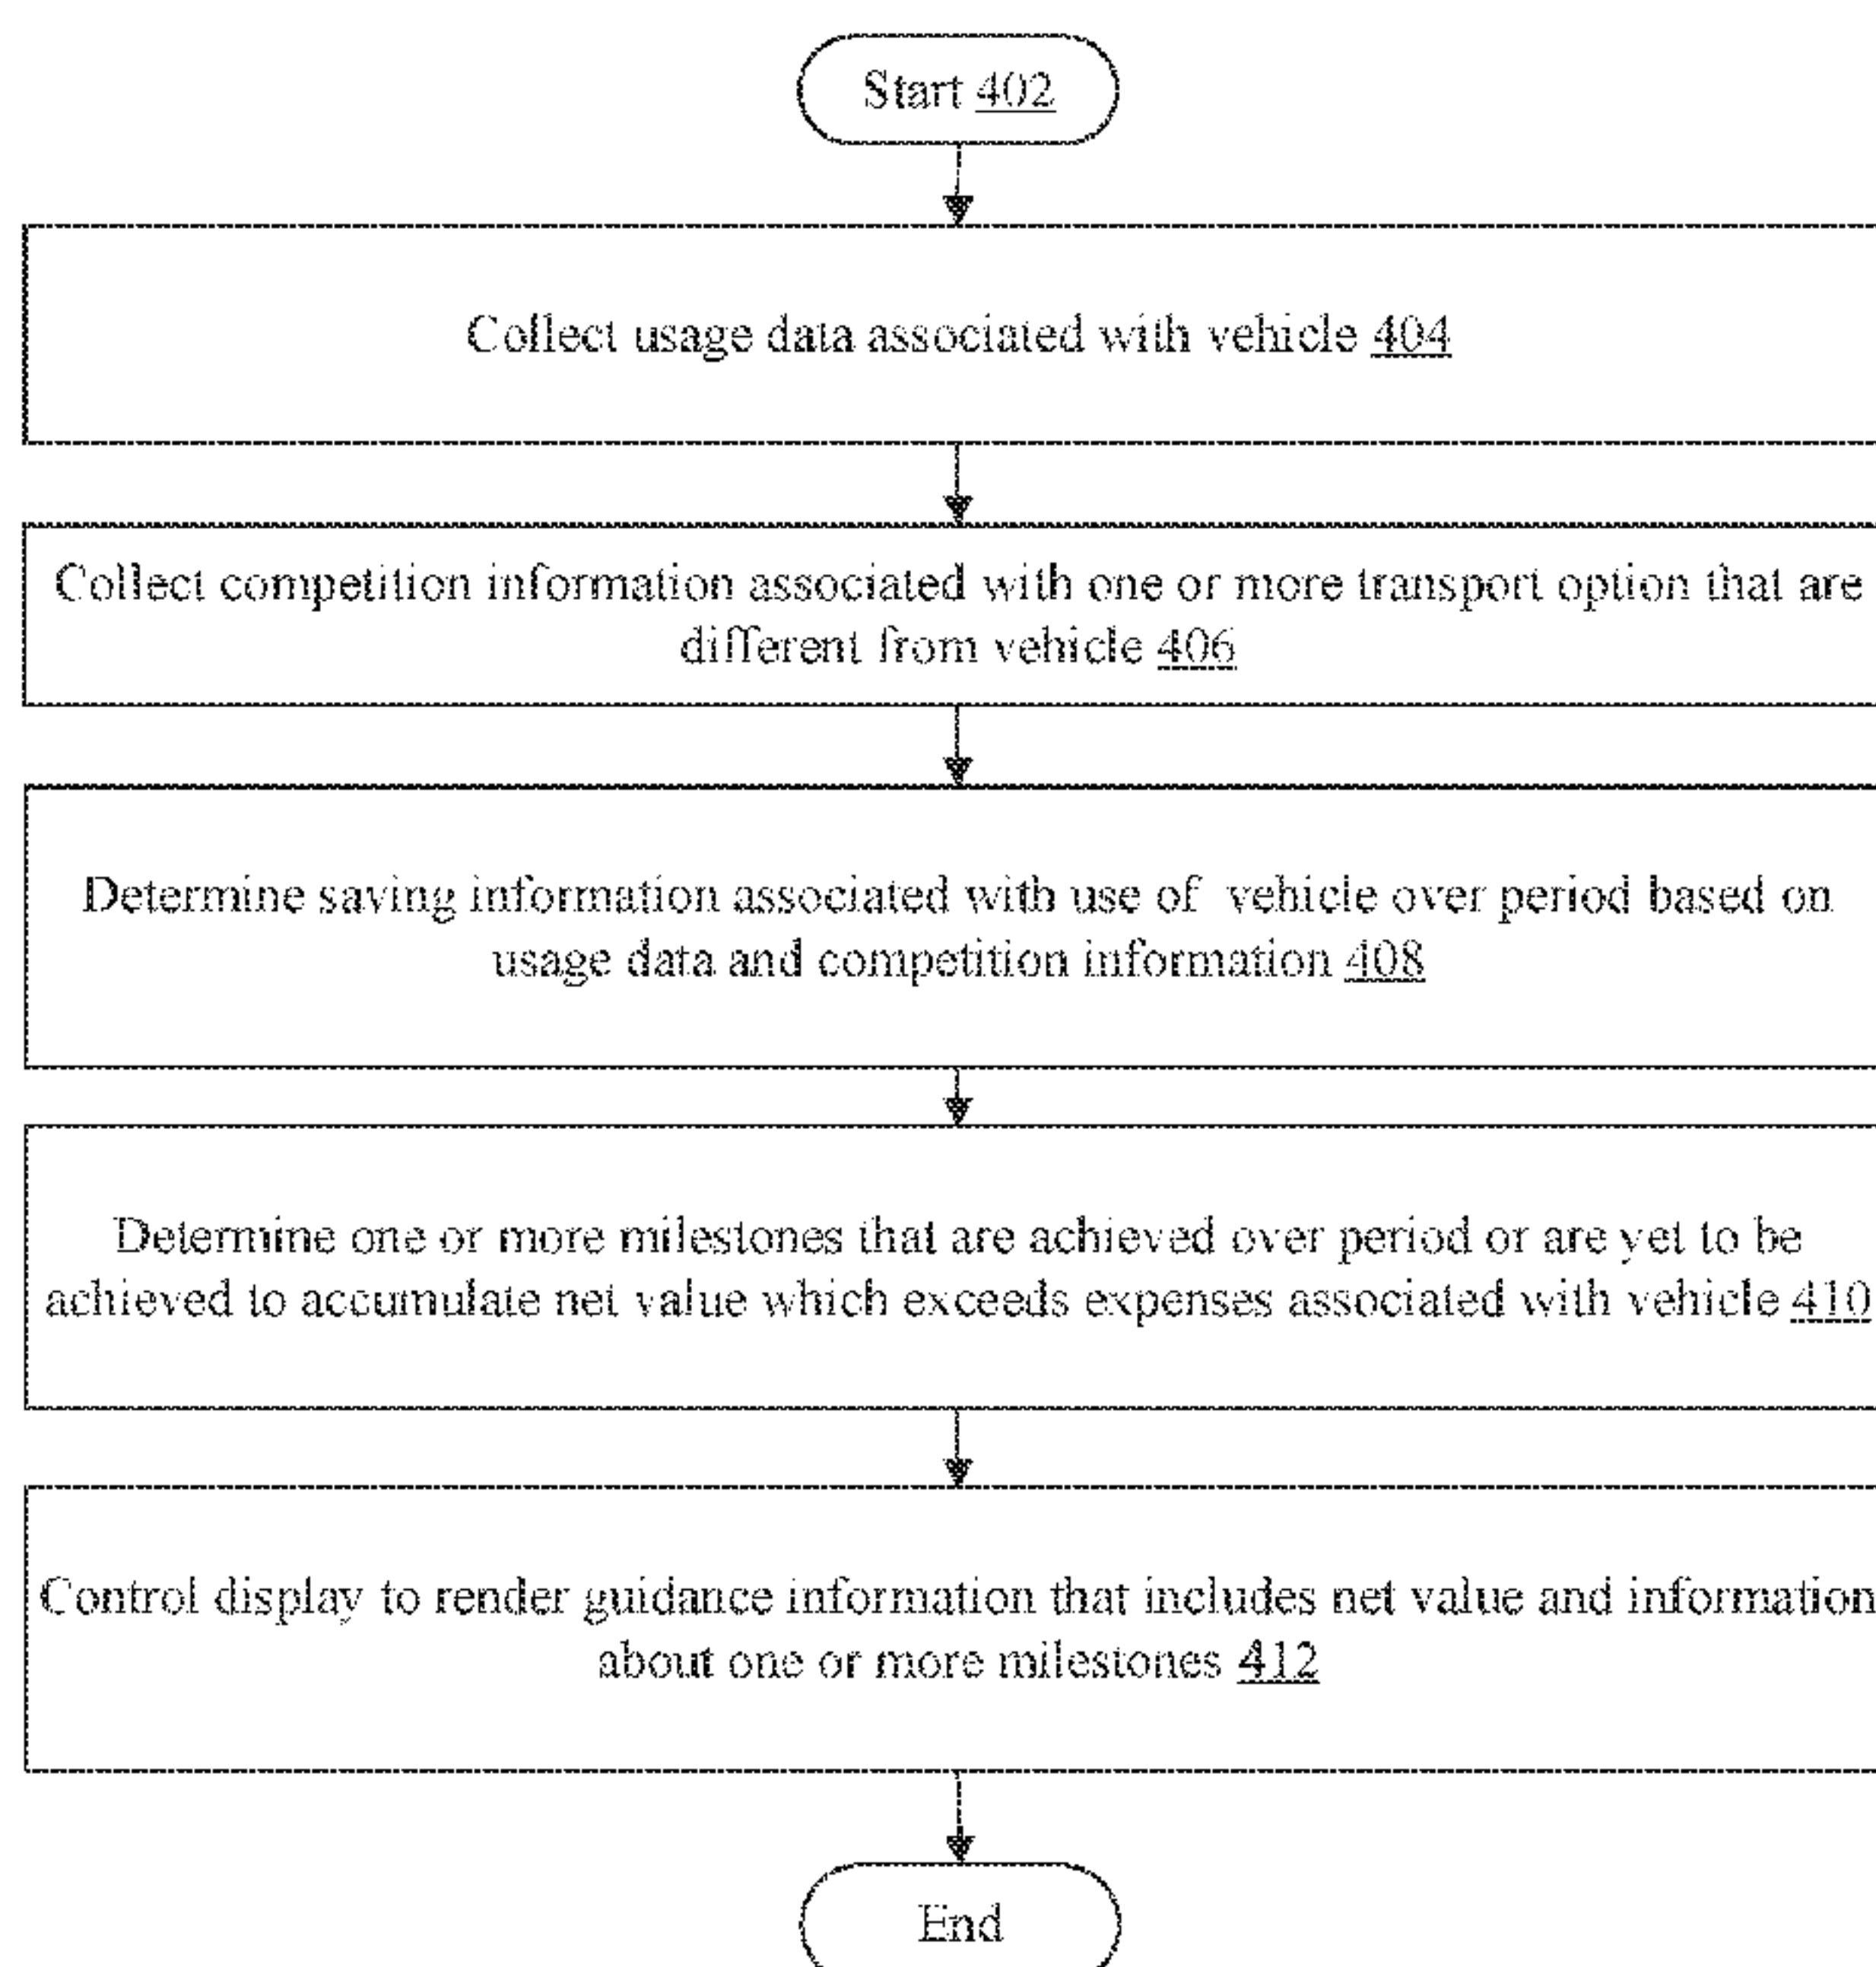 Start 402
Collect usage data associated with vehicle 404
Collect competition information associated with one or more transport option that are
different from vehicle 406
Determine saving information associated with use of vehicle over period based on
usage data and competition information 408
Determine one or more milestones that are achieved over period or are yet to be
achieved to accumulate net value which exceeds expenses associated with vehicle 410
Control display to render guidance information that includes net value and information
about one or more milestones 412
End